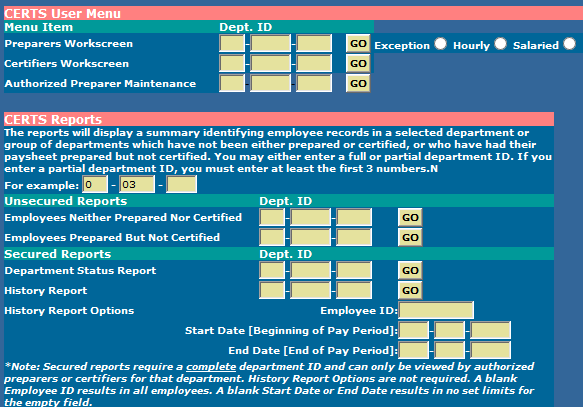 CERTS User Menu
Menu Item Dept. ID
Preparers Workscreen - - GO Exception Hourly Salaried
Certifiers Workscreen - - GO
Authorized Preparer Maintenance - - GO
CERTS Reports
The reports will display a summary identifying employee records in a selected department or
group of departments which have not been either prepared or certified, or who have had their
paysheet prepared but not certified. You may either enter a full or partial department ID. If you
enter a partial department ID, you must enter at least the first 3 numbers.N
For example: 0 - 03 -
Unsecured Reports Dept. ID
Employees Neither Prepared Nor Certified - - GO
Employees Prepared But Not Certified - - GO
Secured Reports Dept. ID
Department Status Report - - GO
History Report - - GO
History Report Options Employee ID:
Start Date [Beginning of Pay Period]: - -
End Date [End of Pay Period]: - -
*Note: Secured reports require a complete department ID and can only be viewed by authorized
preparers or certifiers for that department. History Report Options are not required. A blank
Employee ID results in all employees. A blank Start Date or End Date results in no set limits for
the empty field.